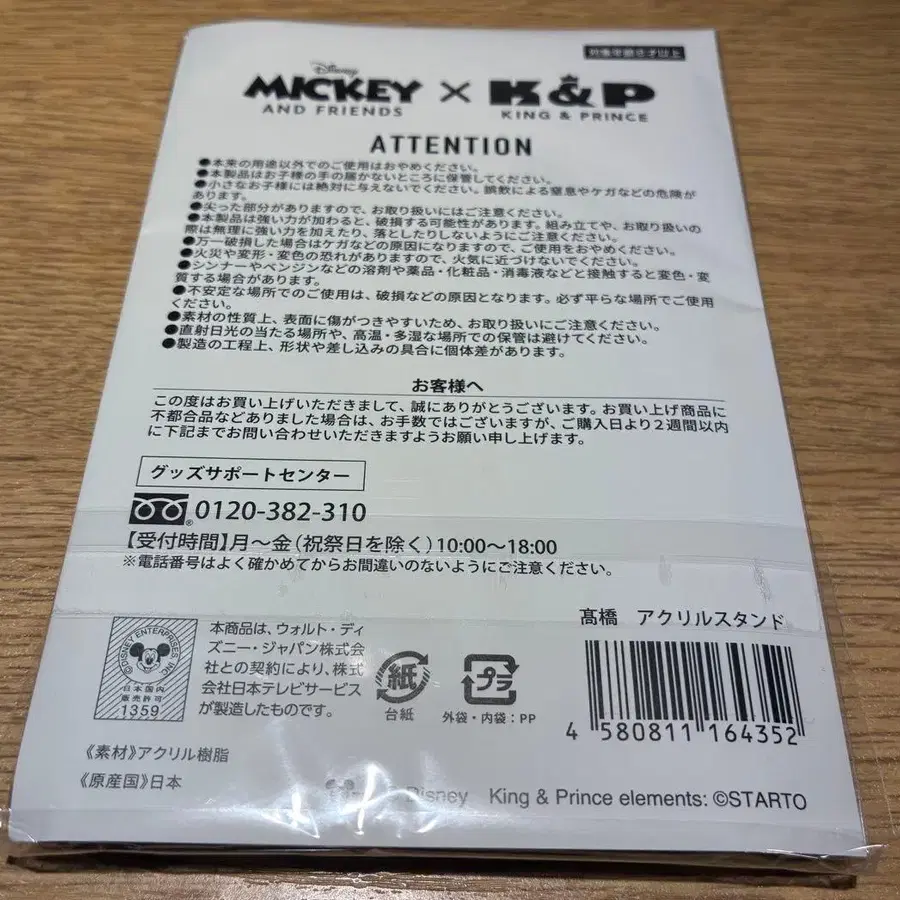 対象年齢6才以上
Disney
MICKEY × K&P
AND FRIENDS KING & PRINCE
ATTENTION
●本来の用途以外でのご使用はおやめください。
●本製品はお子様の手の届かないところに保管してください。
●小さなお子様には絶対に与えないでください。誤飲による窒息やケガなどの危険が
あります。
●尖った部分がありますので、お取り扱いにはご注意ください。
●本製品は強い力が加わると、破損する可能性があります。組み立てや、お取り扱いの
際は無理に強い力を加えたり、落としたりしないようにご注意ください。
●万一破損した場合はケガなどの原因になりますので、ご使用をおやめください。
●火災や変形・変色の恐れがありますので、火気に近づけないでください。
●シンナーやベンジンなどの溶剤や薬品・化粧品・消毒液などと接触すると変色・変
質する場合があります。
●不安定な場所でのご使用は、破損などの原因となります。必ず平らな場所でご使用
ください。
●素材の性質上、表面に傷がつきやすいため、お取り扱いにご注意ください。
●直射日光の当たる場所や、高温・多湿な場所での保管は避けてください。
●製造の工程上、形状や差し込みの具合に個体差があります。
お客様へ
この度はお買い上げいただきまして、誠にありがとうございます。お買い上げ商品に
不都合品などありました場合は、お手数ではございますが、ご購入日より2週間以内
に下記までお問い合わせいただきますようお願い申し上げます。
グッズサポートセンター
0120-382-310
【受付時間】月～金(祝祭日を除く)10:00～18:00
※電話番号はよく確かめてからお間違いのないようにご注意ください。
髙橋 アクリルスタンド
©DISNEY ENTERPRISES, INC.
日本国内
販売許可
1359
本商品は、ウォルト・ディ
ズニー・ジャパン株式会
社との契約により、株式
会社日本テレビサービス
が製造したものです。
紙
台紙
プラ
外袋・内袋：PP
4 580811 164352
《素材》アクリル樹脂
《原産国》日本
Disney King & Prince elements: ©STARTO